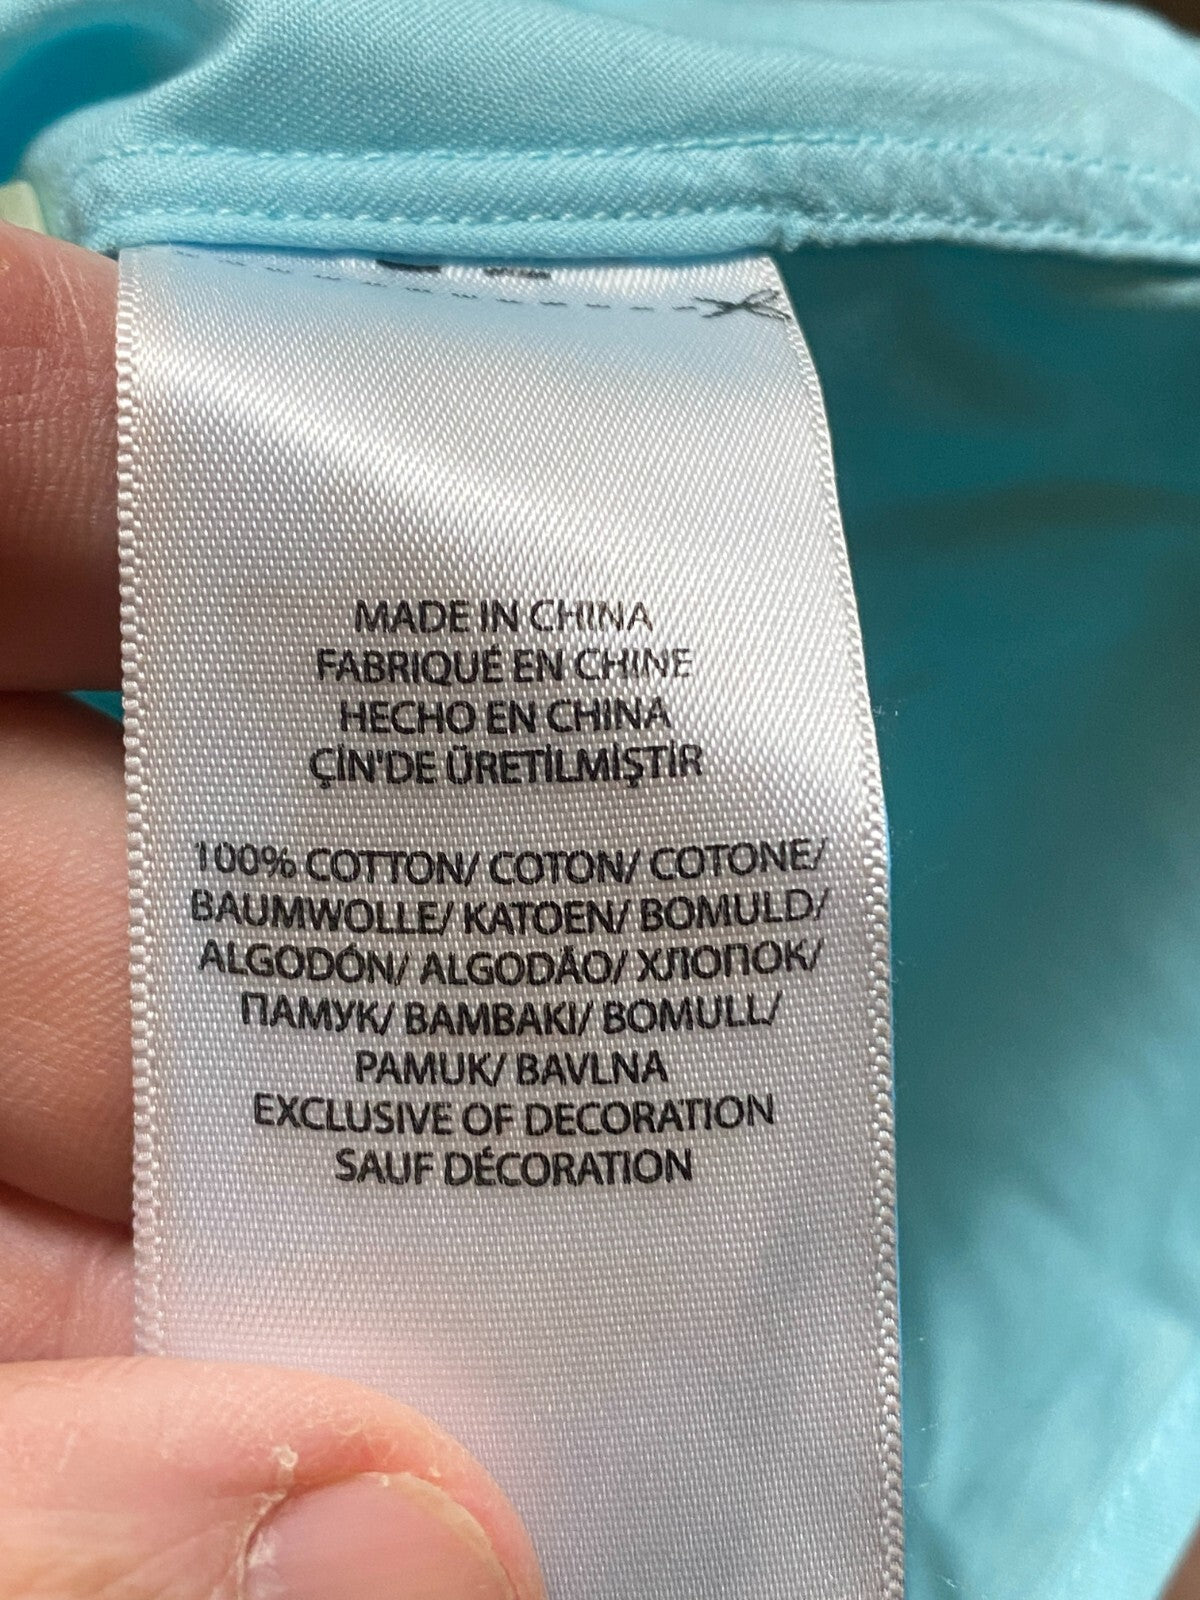 MADE IN CHINA
FABRIQUÉ EN CHINE
HECHO EN CHINA
ÇİN'DE ÜRETİLMİŞTİR
100% COTTON/ COTON/ COTONE/
BAUMWOLLE/ KATOEN/ BOMULD/
ALGODÓN/ ALGODÃO/ ХЛОПОК/
ПАМУК/ BAMBAKI/ BOMULL/
PAMUK/ BAVLNA
EXCLUSIVE OF DECORATION
SAUF DÉCORATION